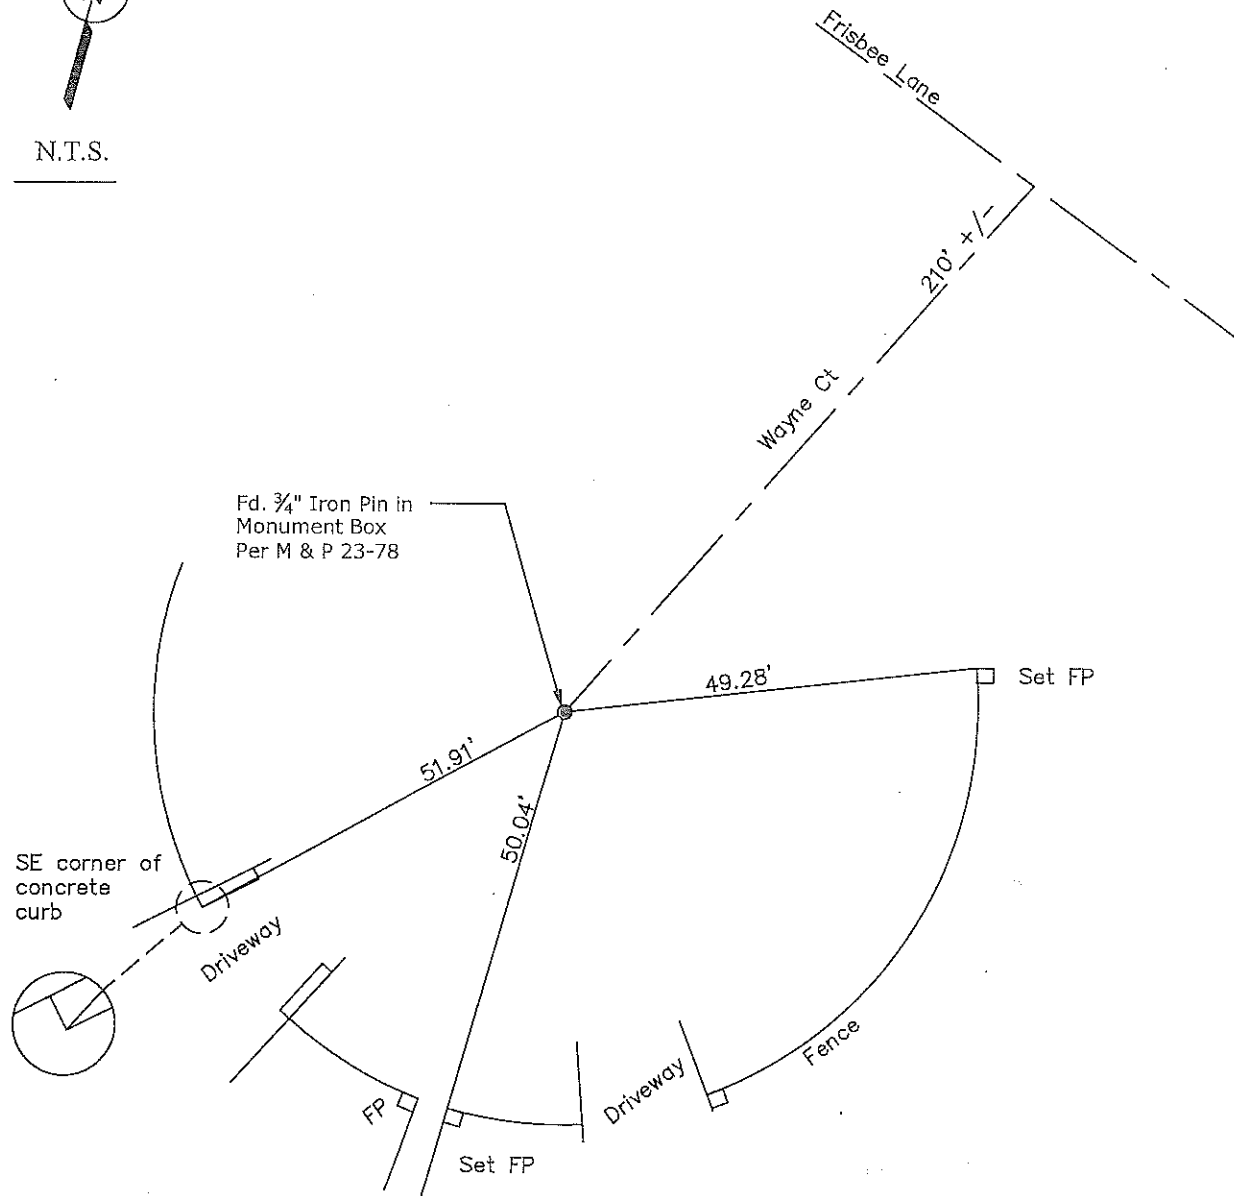 N.T.S.
Frisbee Lane
210' +/-
Wayne Ct
Fd. ¾" Iron Pin in
Monument Box
Per M & P 23-78
49.28'
Set FP
51.91'
50.04'
SE corner of
concrete
curb
Driveway
FP
Set FP
Driveway
Fence